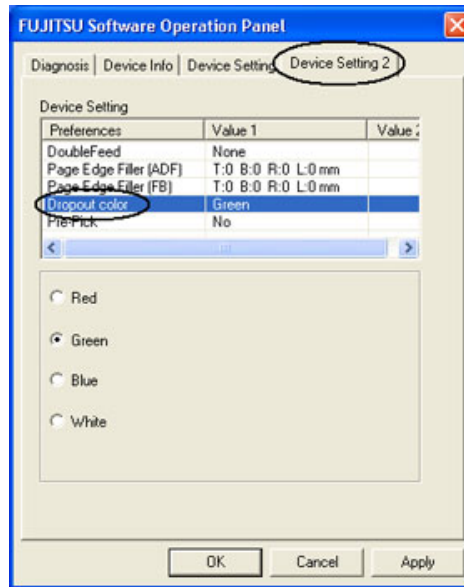 FUJITSU Software Operation Panel
Diagnosis Device Info Device Setting Device Setting 2
Device Setting
Preferences Value 1 Value 2
DoubleFeed None
Page Edge Filler (ADF) T:0 B:0 R:0 L:0 mm
Page Edge Filler (FB) T:0 B:0 R:0 L:0 mm
Dropout color Green
Pre-Pick No
Red
Green
Blue
White
OK Cancel Apply